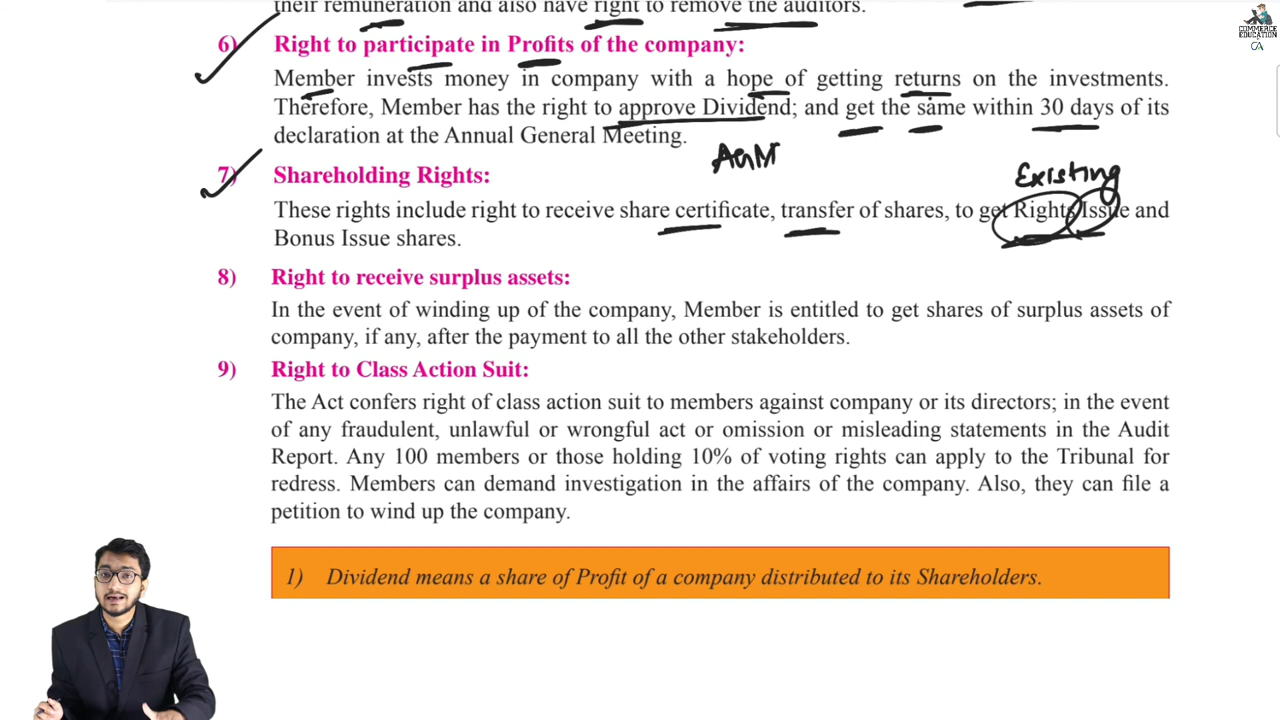 their remuneration and also have right to remove the auditors.
COMMERCE
EDUCATION
CA
6) Right to participate in Profits of the company:
Member invests money in company with a hope of getting returns on the investments.
Therefore, Member has the right to approve Dividend; and get the same within 30 days of its
declaration at the Annual General Meeting.
AGM
Existing
7) Shareholding Rights:
These rights include right to receive share certificate, transfer of shares, to get Rights Issue and
Bonus Issue shares.
8) Right to receive surplus assets:
In the event of winding up of the company, Member is entitled to get shares of surplus assets of
company, if any, after the payment to all the other stakeholders.
9) Right to Class Action Suit:
The Act confers right of class action suit to members against company or its directors; in the event
of any fraudulent, unlawful or wrongful act or omission or misleading statements in the Audit
Report. Any 100 members or those holding 10% of voting rights can apply to the Tribunal for
redress. Members can demand investigation in the affairs of the company. Also, they can file a
petition to wind up the company.
1) Dividend means a share of Profit of a company distributed to its Shareholders.